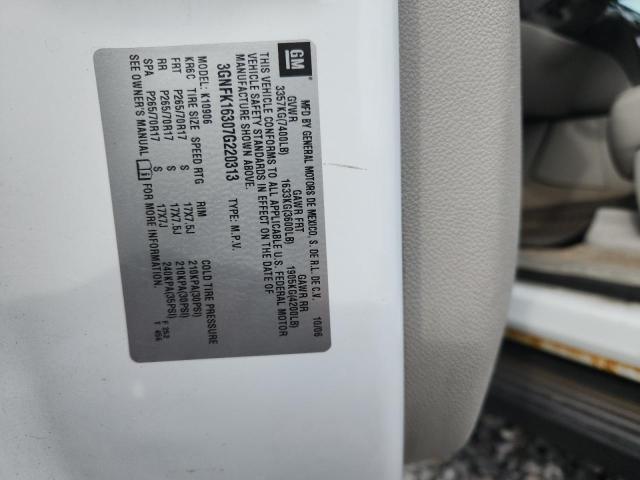 GM
MFD BY GENERAL MOTORS DE MEXICO, S. DE R.L. DE C.V. 10/06
GVWR GAWR FRT GAWR RR
3357KG(7400LB) 1633KG(3600LB) 1905KG(4200LB)
THIS VEHICLE CONFORMS TO ALL APPLICABLE U.S. FEDERAL MOTOR
VEHICLE SAFETY STANDARDS IN EFFECT ON THE DATE OF
MANUFACTURE SHOWN ABOVE.
3GNFK16307G220313 TYPE: M.P.V.
MODEL: K10906
KR6C TIRE SIZE SPEED RTG RIM COLD TIRE PRESSURE
FRT P265/70R17 S 17X7.5J 210KPA(30PSI)
RR P265/70R17 S 17X7.5J 210KPA(30PSI)
SPA P265/70R17 S 17X7J 240KPA(35PSI)
SEE OWNER'S MANUAL FOR MORE INFORMATION.